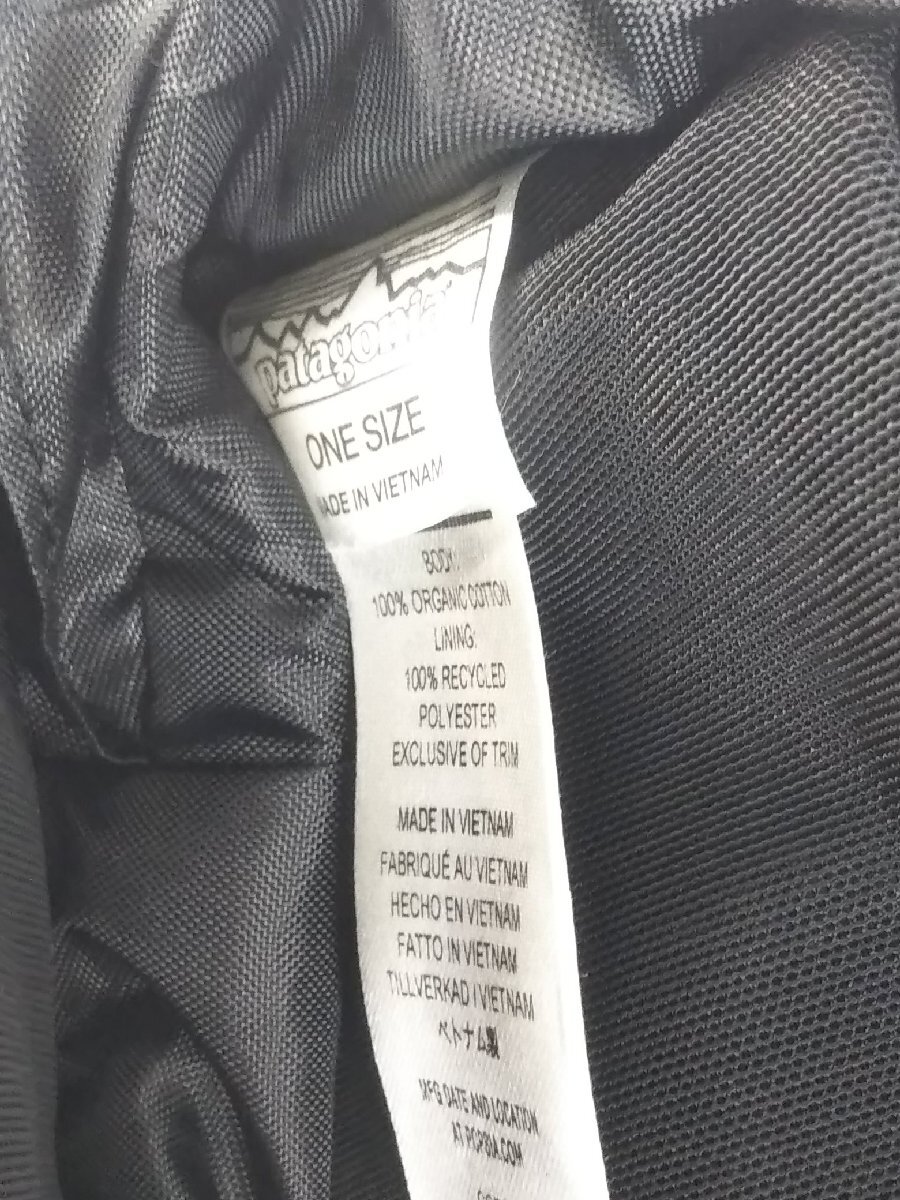 patagonia
ONE SIZE
MADE IN VIETNAM
BODY:
100% ORGANIC COTTON
LINING:
100% RECYCLED
POLYESTER
EXCLUSIVE OF TRIM
MADE IN VIETNAM
FABRIQUÉ AU VIETNAM
HECHO EN VIETNAM
FATTO IN VIETNAM
TILLVERKAD I VIETNAM
ベトナム製
MFG DATE AND LOCATION
AT PCPBA.COM